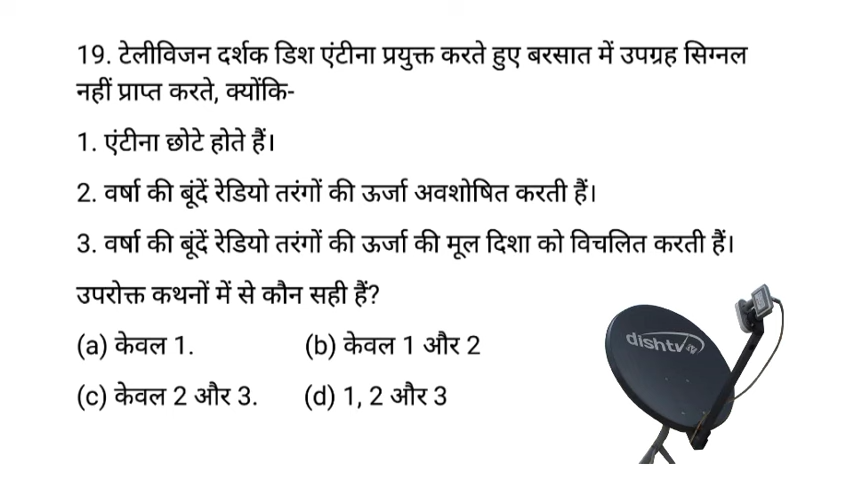 19. टेलीविजन दर्शक डिश एंटीना प्रयुक्त करते हुए बरसात में उपग्रह सिग्नल
नहीं प्राप्त करते, क्योंकि-
1. एंटीना छोटे होते हैं।
2. वर्षा की बूंदें रेडियो तरंगों की ऊर्जा अवशोषित करती हैं।
3. वर्षा की बूंदें रेडियो तरंगों की ऊर्जा की मूल दिशा को विचलित करती हैं।
उपरोक्त कथनों में से कौन सही हैं?
(a) केवल 1. (b) केवल 1 और 2
(c) केवल 2 और 3. (d) 1, 2 और 3
dishtv